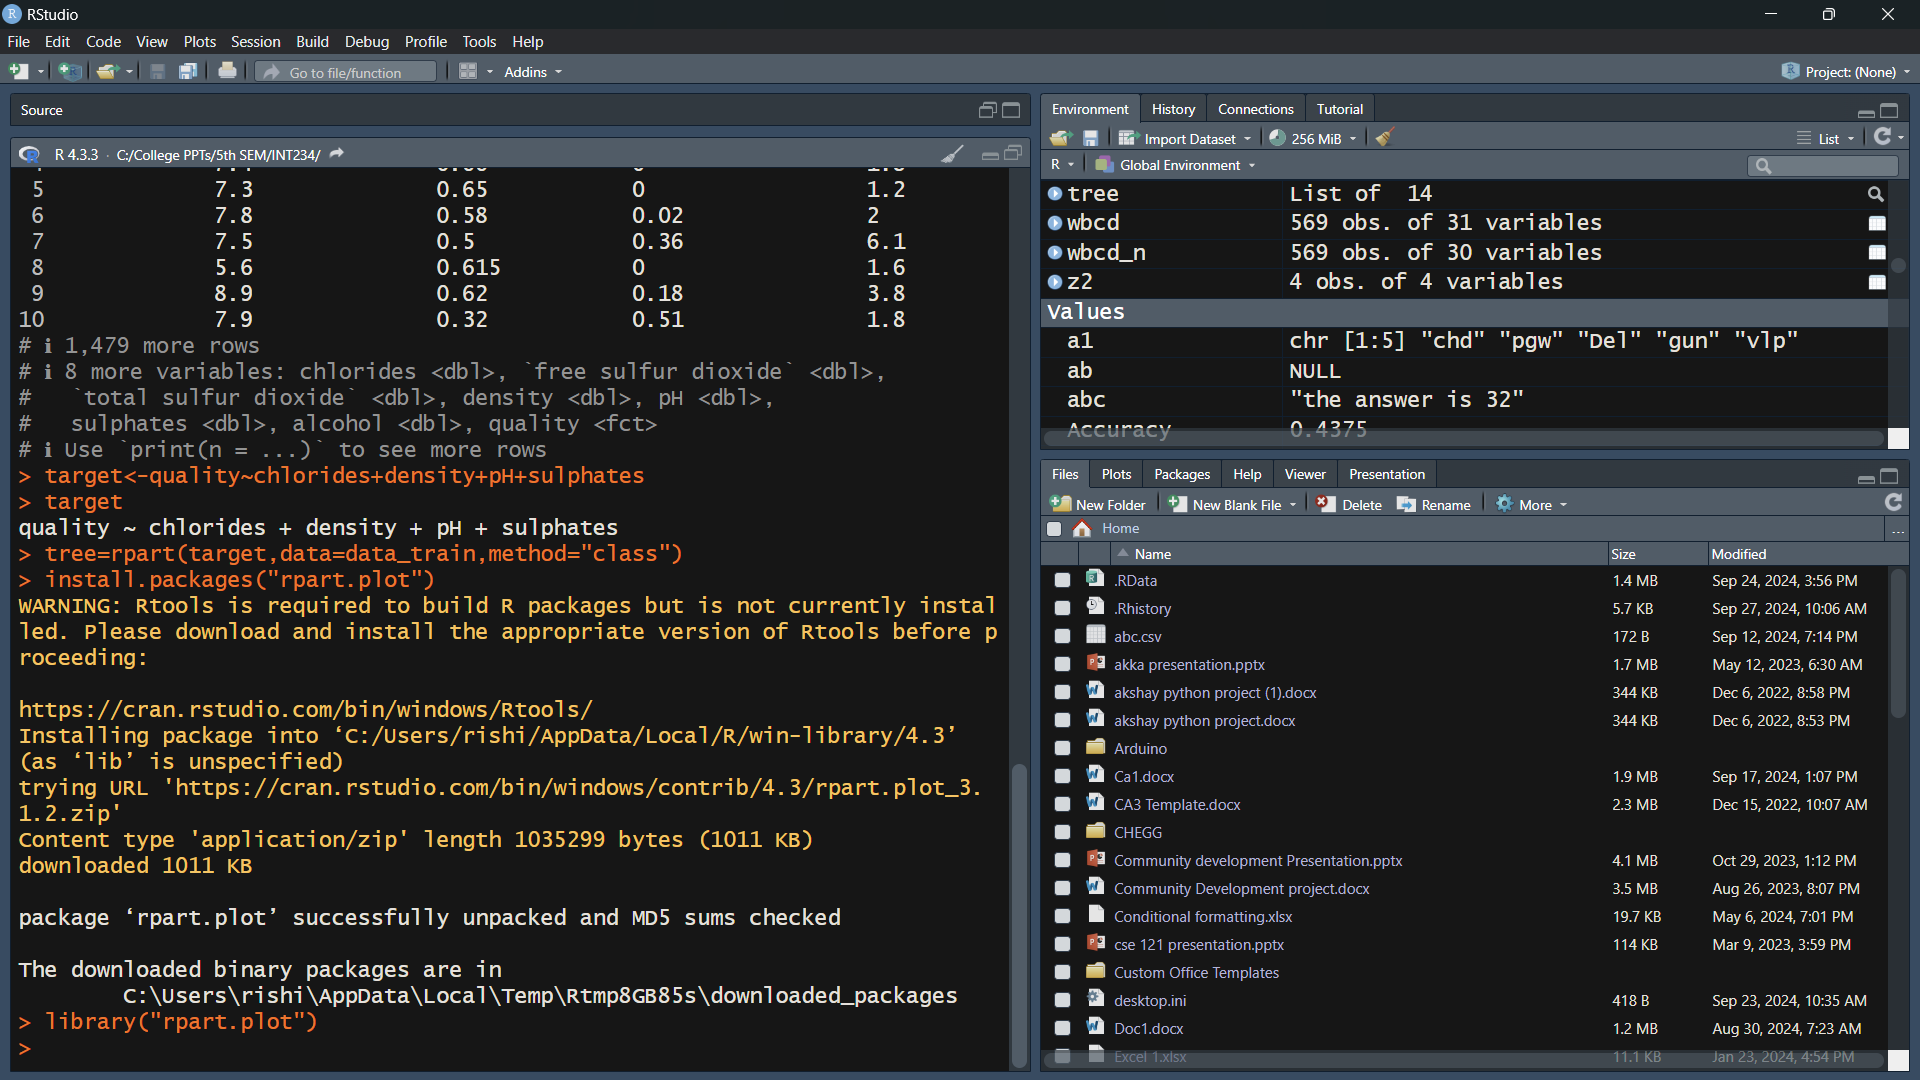 RStudio
File Edit Code View Plots Session Build Debug Profile Tools Help
Go to file/function Addins Project: (None)
Source
R 4.3.3 · C:/College PPTs/5th SEM/INT234/
5 7.3 0.65 0 1.2
6 7.8 0.58 0.02 2
7 7.5 0.5 0.36 6.1
8 5.6 0.615 0 1.6
9 8.9 0.62 0.18 3.8
10 7.9 0.32 0.51 1.8
# ℹ 1,479 more rows
# ℹ 8 more variables: chlorides <dbl>, `free sulfur dioxide` <dbl>,
# `total sulfur dioxide` <dbl>, density <dbl>, pH <dbl>,
# sulphates <dbl>, alcohol <dbl>, quality <fct>
# ℹ Use `print(n = ...)` to see more rows
> target<-quality~chlorides+density+pH+sulphates
> target
quality ~ chlorides + density + pH + sulphates
> tree=rpart(target,data=data_train,method="class")
> install.packages("rpart.plot")
WARNING: Rtools is required to build R packages but is not currently instal
led. Please download and install the appropriate version of Rtools before p
roceeding:
https://cran.rstudio.com/bin/windows/Rtools/
Installing package into ‘C:/Users/rishi/AppData/Local/R/win-library/4.3’
(as ‘lib’ is unspecified)
trying URL 'https://cran.rstudio.com/bin/windows/contrib/4.3/rpart.plot_3.
1.2.zip'
Content type 'application/zip' length 1035299 bytes (1011 KB)
downloaded 1011 KB
package ‘rpart.plot’ successfully unpacked and MD5 sums checked
The downloaded binary packages are in
C:\Users\rishi\AppData\Local\Temp\Rtmp8GB85s\downloaded_packages
> library("rpart.plot")
>
Environment History Connections Tutorial
Import Dataset 256 MiB List
R Global Environment
tree List of 14
wbcd 569 obs. of 31 variables
wbcd_n 569 obs. of 30 variables
z2 4 obs. of 4 variables
Values
a1 chr [1:5] "chd" "pgw" "Del" "gun" "vlp"
ab NULL
abc "the answer is 32"
Accuracy 0.4375
Files Plots Packages Help Viewer Presentation
New Folder New Blank File Delete Rename More
Home ...
Name Size Modified
.RData 1.4 MB Sep 24, 2024, 3:56 PM
.Rhistory 5.7 KB Sep 27, 2024, 10:06 AM
abc.csv 172 B Sep 12, 2024, 7:14 PM
akka presentation.pptx 1.7 MB May 12, 2023, 6:30 AM
akshay python project (1).docx 344 KB Dec 6, 2022, 8:58 PM
akshay python project.docx 344 KB Dec 6, 2022, 8:53 PM
Arduino
Ca1.docx 1.9 MB Sep 17, 2024, 1:07 PM
CA3 Template.docx 2.3 MB Dec 15, 2022, 10:07 AM
CHEGG
Community development Presentation.pptx 4.1 MB Oct 29, 2023, 1:12 PM
Community Development project.docx 3.5 MB Aug 26, 2023, 8:07 PM
Conditional formatting.xlsx 19.7 KB May 6, 2024, 7:01 PM
cse 121 presentation.pptx 114 KB Mar 9, 2023, 3:59 PM
Custom Office Templates
desktop.ini 418 B Sep 23, 2024, 10:35 AM
Doc1.docx 1.2 MB Aug 30, 2024, 7:23 AM
Excel 1.xlsx 11.1 KB Jan 23, 2024, 4:54 PM